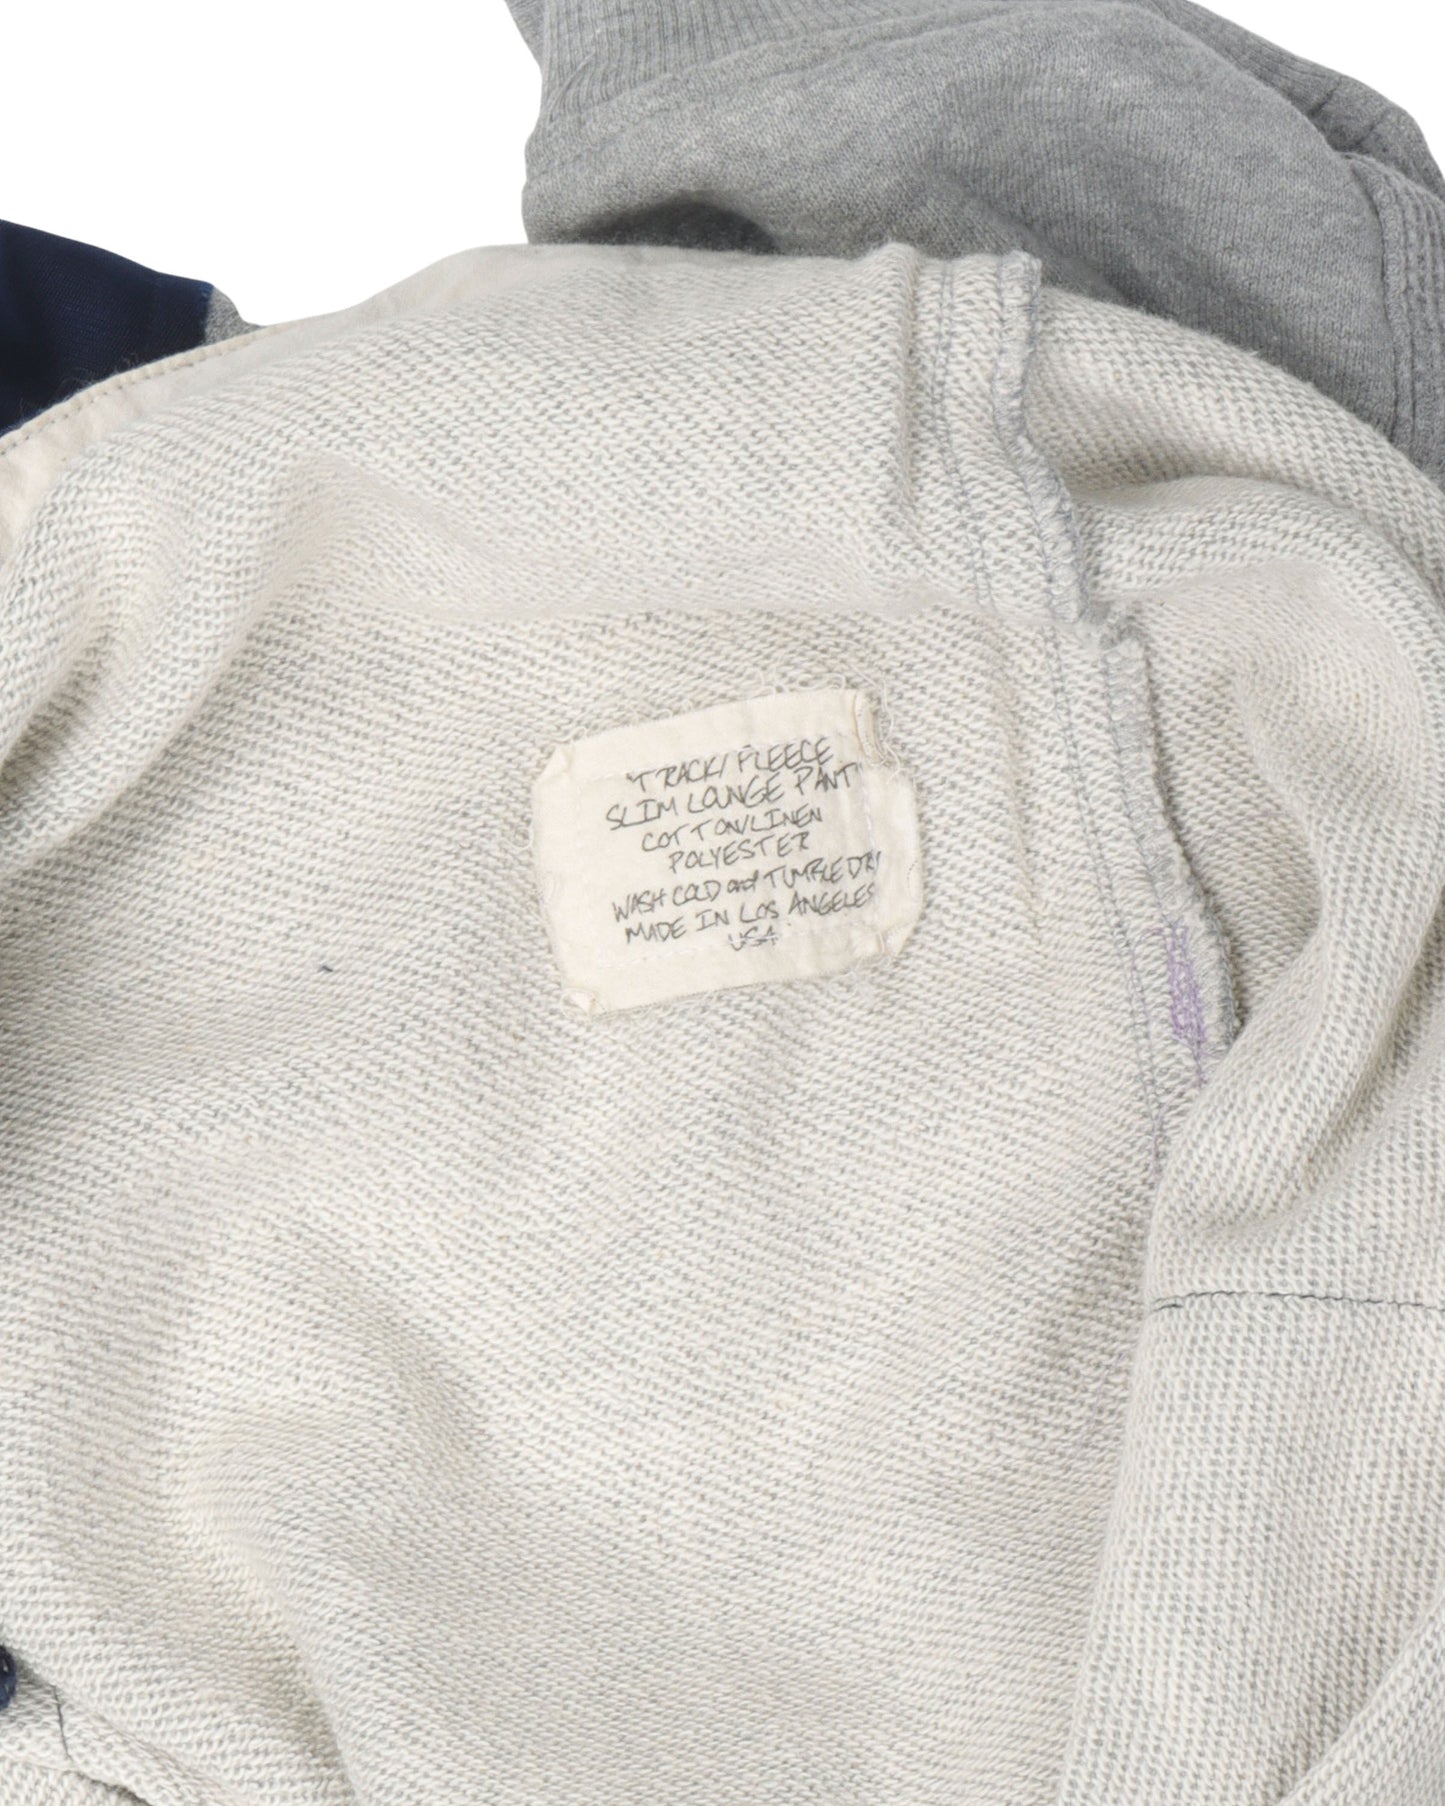 "TRACK/FLEECE
SLIM LOUNGE PANT"
COTTON/LINEN
POLYESTER
WASH COLD and TUMBLE DRY
MADE IN LOS ANGELES
USA